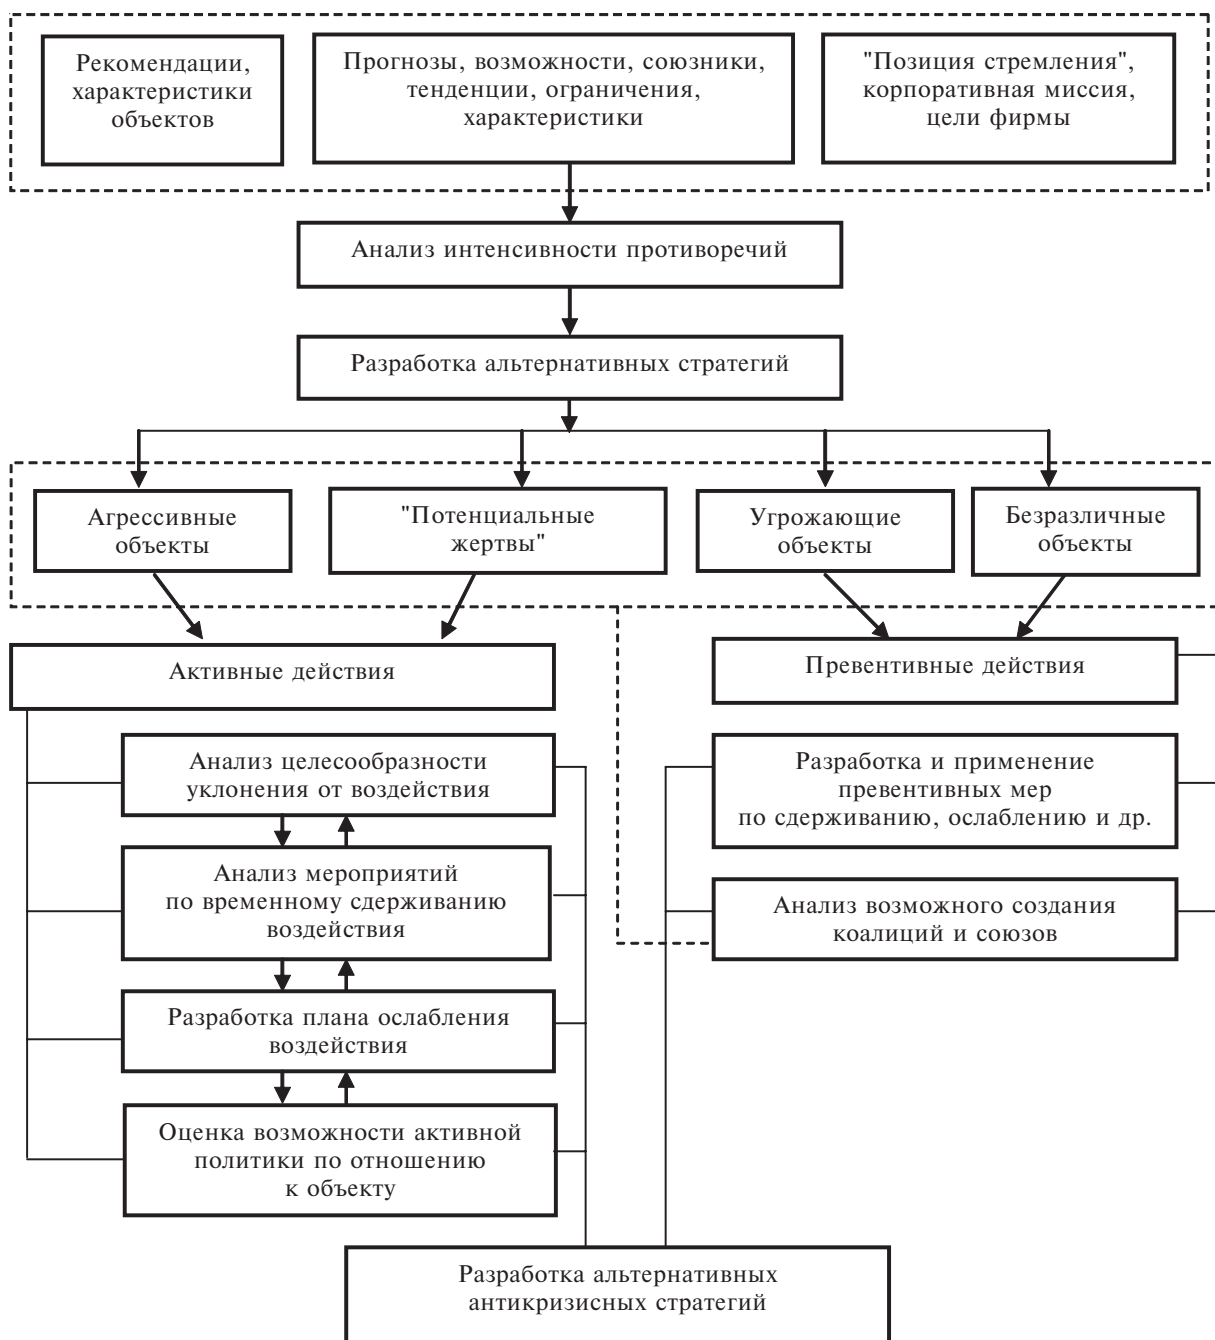 Рекомендации,
характеристики
объектов
Прогнозы, возможности, союзники,
тенденции, ограничения,
характеристики
"Позиция стремления",
корпоративная миссия,
цели фирмы
Анализ интенсивности противоречий
Разработка альтернативных стратегий
Агрессивные
объекты
"Потенциальные
жертвы"
Угрожающие
объекты
Безразличные
объекты
Активные действия
Превентивные действия
Анализ целесообразности
уклонения от воздействия
Анализ мероприятий
по временному сдерживанию
воздействия
Разработка плана ослабления
воздействия
Оценка возможности активной
политики по отношению
к объекту
Разработка и применение
превентивных мер
по сдерживанию, ослаблению и др.
Анализ возможного создания
коалиций и союзов
Разработка альтернативных
антикризисных стратегий